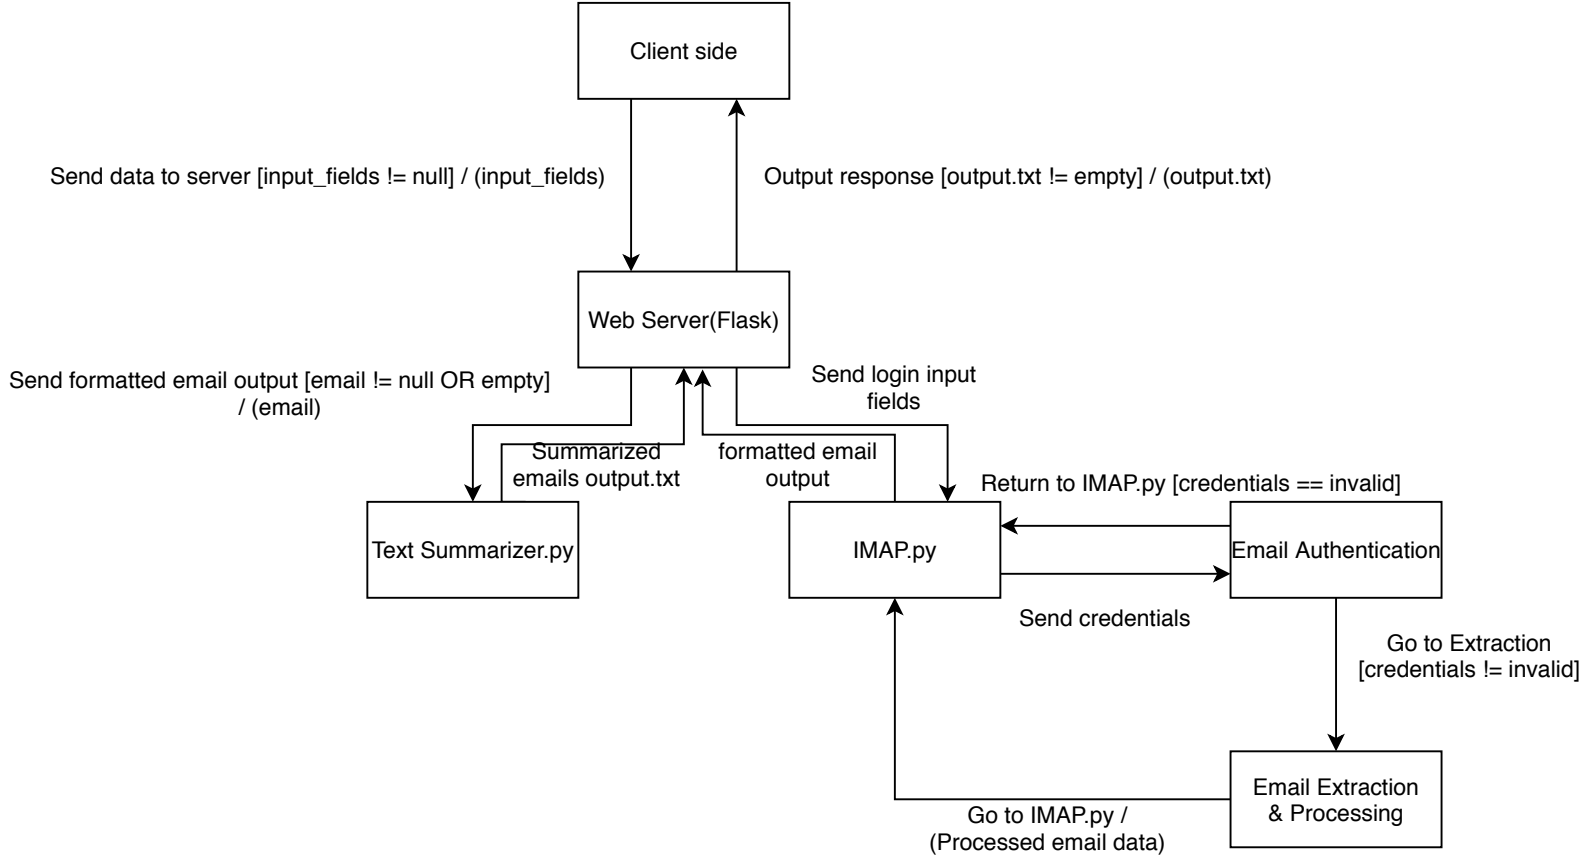 Client side
Send data to server [input_fields != null] / (input_fields)
Output response [output.txt != empty] / (output.txt)
Web Server(Flask)
Send formatted email output [email != null OR empty]
/ (email)
Send login input
fields
Summarized
emails output.txt
formatted email
output
Return to IMAP.py [credentials == invalid]
Text Summarizer.py
IMAP.py
Email Authentication
Send credentials
Go to Extraction
[credentials != invalid]
Email Extraction
& Processing
Go to IMAP.py /
(Processed email data)